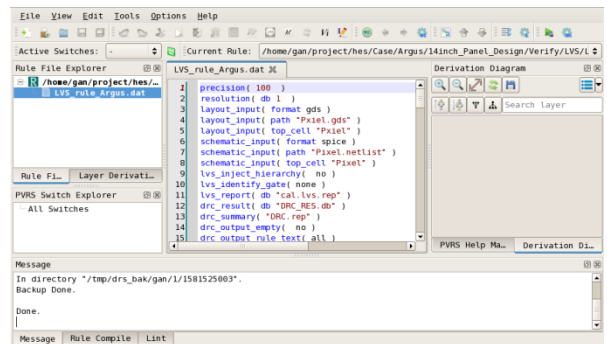 File View Edit Tools Options Help
Active Switches: -
Current Rule: /home/gan/project/hes/Case/Argus/14inch_Panel_Design/Verify/LVS/L
Rule File Explorer
/home/gan/project/hes/…
LVS_rule_Argus.dat
Rule Fi… Layer Derivati…
PVRS Switch Explorer
All Switches
LVS_rule_Argus.dat
1 precision( 100 )
2 resolution( db 1 )
3 layout_input( format gds )
4 layout_input( path "Pxiel.gds" )
5 layout_input( top_cell "Pxiel" )
6 schematic_input( format spice )
7 schematic_input( path "Pixel.netlist" )
8 schematic_input( top_cell "Pixel" )
9 lvs_inject_hierarchy( no )
10 lvs_identify_gate( none )
11 lvs_report( db "cal.lvs.rep" )
12 drc_result( db "DRC_RES.db" )
13 drc_summary( "DRC.rep" )
14 drc_output_empty( no )
15 drc output rule text( all )
Derivation Diagram
Search layer
PVRS Help Ma… Derivation Di…
Message
In directory "/tmp/drs_bak/gan/1/1581525003".
Backup Done.
Done.
Message Rule Compile Lint